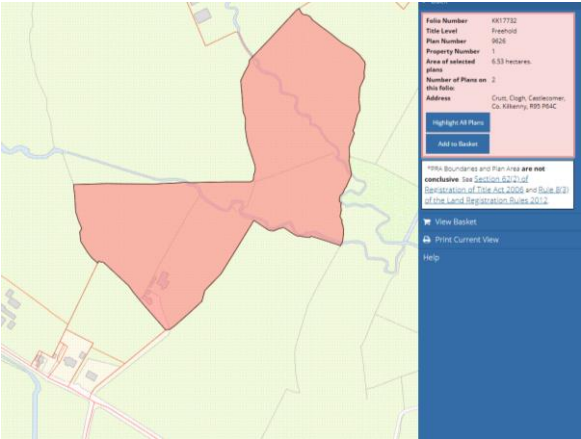 Folio Number KK17732
Title Level Freehold
Plan Number 9626
Property Number 1
Area of selected 6.53 hectares.
plans
Number of Plans on 2
this folio:
Address Crutt, Clogh, Castlecomer,
Co. Kilkenny, R95 P64C
Highlight All Plans
Add to Basket
*PRA Boundaries and Plan Area are not
conclusive. See Section 62(2) of
Registration of Title Act 2006 and Rule 8(3)
of the Land Registration Rules 2012
View Basket
Print Current View
Help